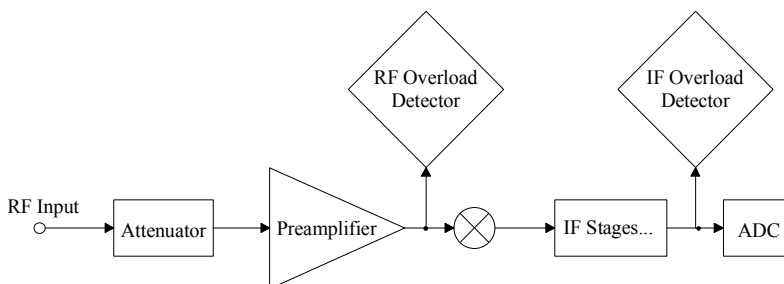 RF Overload
Detector
IF Overload
Detector
RF Input
Attenuator
Preamplifier
IF Stages...
ADC